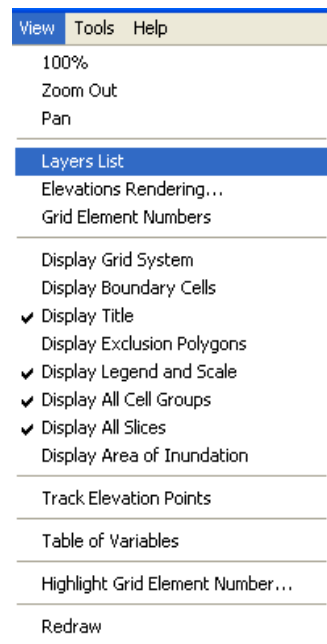 View Tools Help
100%
Zoom Out
Pan
Layers List
Elevations Rendering...
Grid Element Numbers
Display Grid System
Display Boundary Cells
Display Title
Display Exclusion Polygons
Display Legend and Scale
Display All Cell Groups
Display All Slices
Display Area of Inundation
Track Elevation Points
Table of Variables
Highlight Grid Element Number...
Redraw